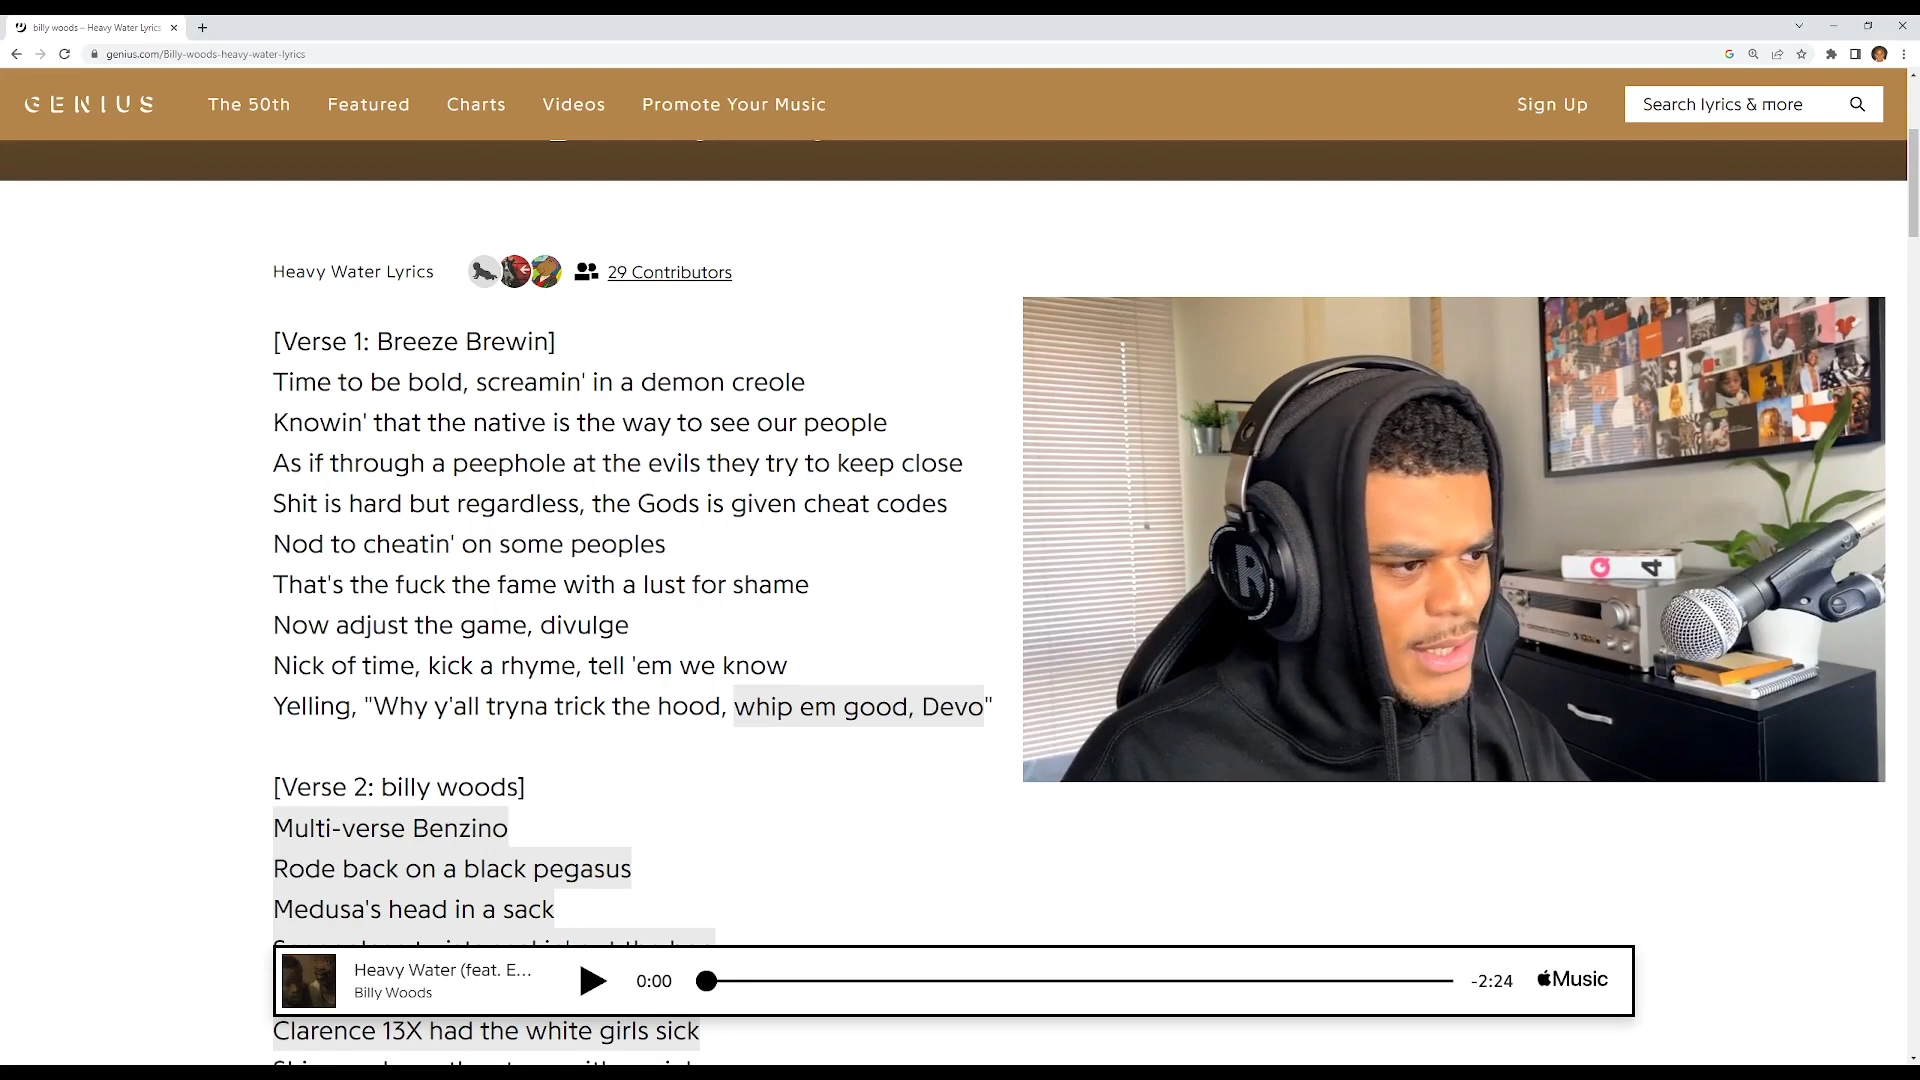 billy woods – Heavy Water Lyrics
genius.com/Billy-woods-heavy-water-lyrics
GENIUS
The 50th
Featured
Charts
Videos
Promote Your Music
Sign Up
Search lyrics & more
Heavy Water Lyrics
29 Contributors
[Verse 1: Breeze Brewin]
Time to be bold, screamin' in a demon creole
Knowin' that the native is the way to see our people
As if through a peephole at the evils they try to keep close
Shit is hard but regardless, the Gods is given cheat codes
Nod to cheatin' on some peoples
That's the fuck the fame with a lust for shame
Now adjust the game, divulge
Nick of time, kick a rhyme, tell 'em we know
Yelling, "Why y'all tryna trick the hood, whip em good, Devo"
[Verse 2: billy woods]
Multi-verse Benzino
Rode back on a black pegasus
Medusa's head in a sack
Heavy Water (feat. E...
Billy Woods
0:00
-2:24
Music
Clarence 13X had the white girls sick
R
4